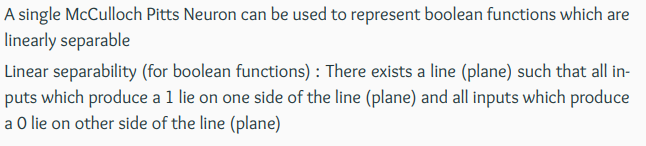 A single McCulloch Pitts Neuron can be used to represent boolean functions which are
linearly separable
Linear separability (for boolean functions) : There exists a line (plane) such that all in-
puts which produce a 1 lie on one side of the line (plane) and all inputs which produce
a 0 lie on other side of the line (plane)